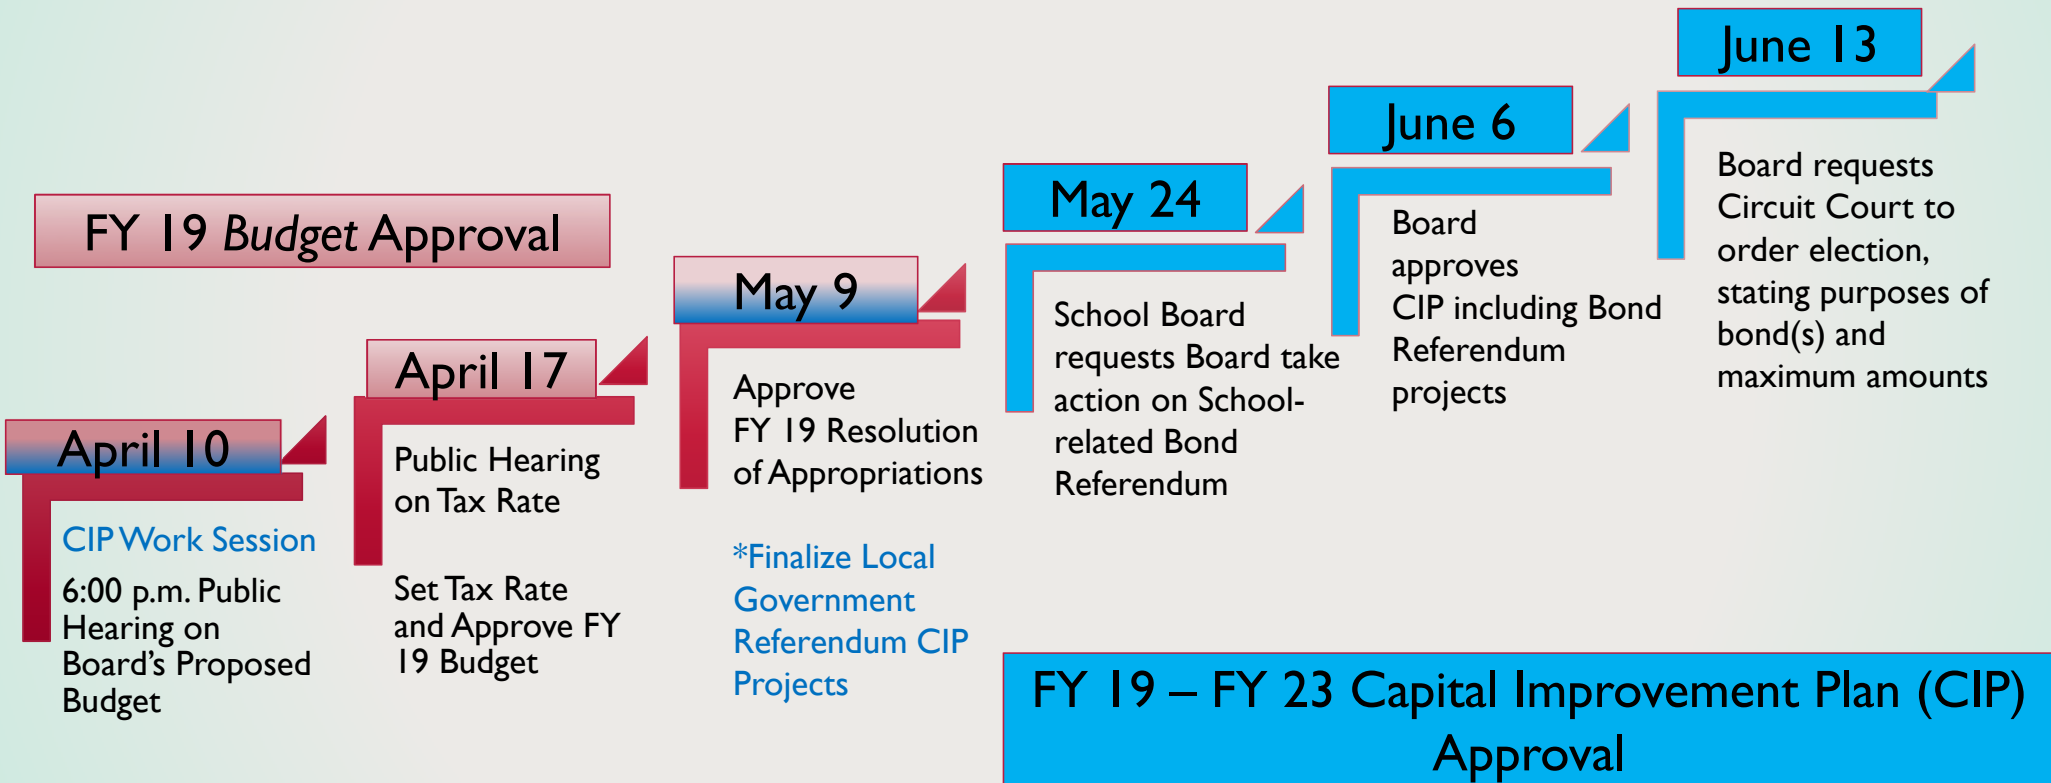 FY 19 Budget Approval
April 10
CIP Work Session
6:00 p.m. Public
Hearing on
Board’s Proposed
Budget
April 17
Public Hearing
on Tax Rate
Set Tax Rate
and Approve FY
19 Budget
May 9
Approve
FY 19 Resolution
of Appropriations
*Finalize Local
Government
Referendum CIP
Projects
May 24
School Board
requests Board take
action on School-
related Bond
Referendum
June 6
Board
approves
CIP including Bond
Referendum
projects
June 13
Board requests
Circuit Court to
order election,
stating purposes of
bond(s) and
maximum amounts
FY 19 – FY 23 Capital Improvement Plan (CIP)
Approval